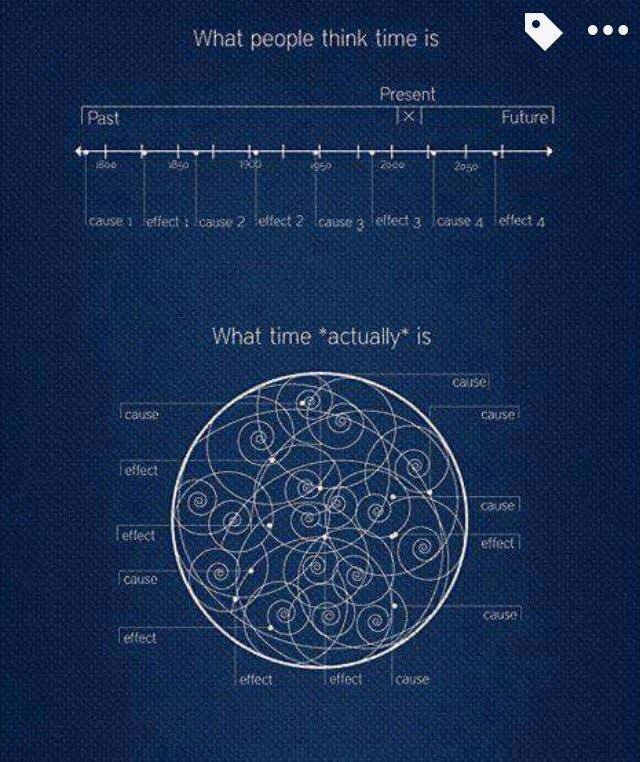 What people think time is
Present
Past
×
Future
1800
1850
1900
1950
2000
2050
cause 1
effect 1
cause 2
effect 2
cause 3
effect 3
cause 4
effect 4
What time *actually* is
cause
cause
cause
effect
cause
effect
effect
cause
cause
effect
effect
effect
cause